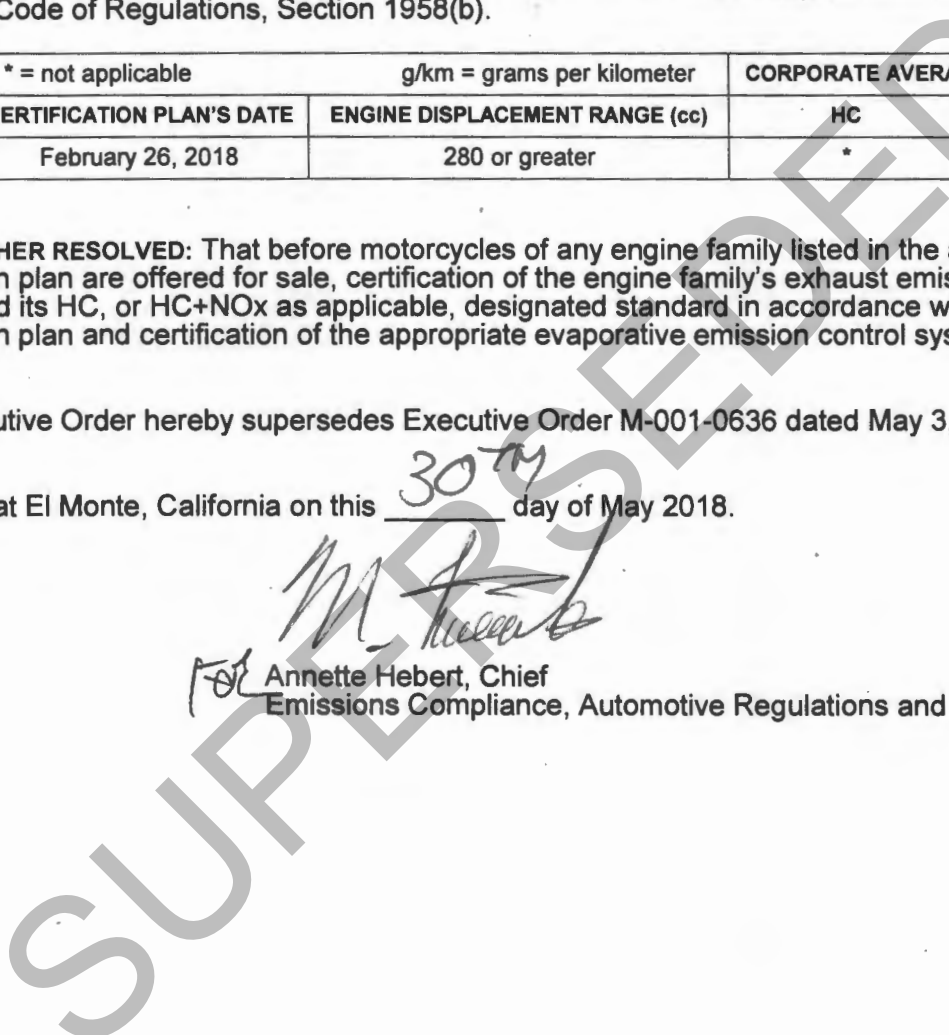 Code of Regulations, Section 1958(b).
* = not applicable g/km = grams per kilometer CORPORATE AVERA
ERTIFICATION PLAN'S DATE ENGINE DISPLACEMENT RANGE (cc) HC
February 26, 2018 280 or greater *
HER RESOLVED: That before motorcycles of any engine family listed in the
n plan are offered for sale, certification of the engine family's exhaust emis
d its HC, or HC+NOx as applicable, designated standard in accordance w
n plan and certification of the appropriate evaporative emission control sys
utive Order hereby supersedes Executive Order M-001-0636 dated May 3
at El Monte, California on this 30TH day of May 2018.
For Annette Hebert, Chief
Emissions Compliance, Automotive Regulations and
SUPERSEDED